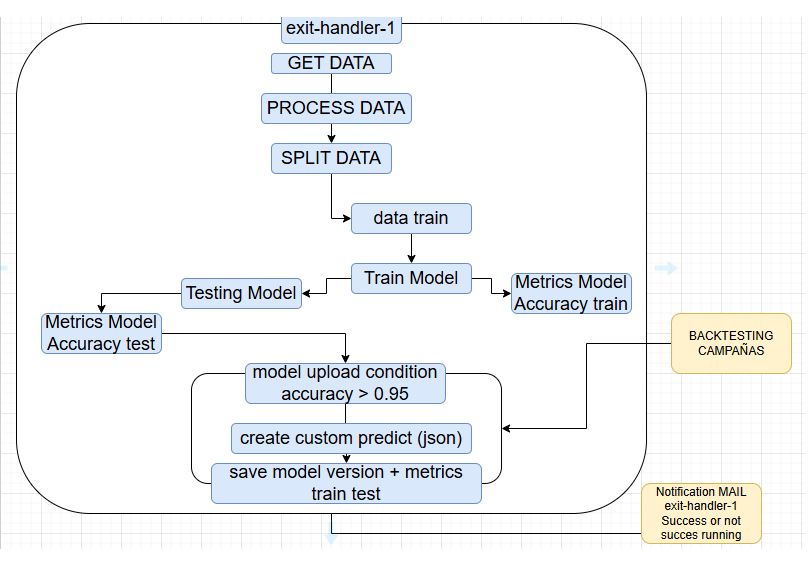 exit-handler-1
GET DATA
PROCESS DATA
SPLIT DATA
data train
Train Model
Testing Model
Metrics Model
Accuracy train
Metrics Model
Accuracy test
model upload condition
accuracy > 0.95
create custom predict (json)
save model version + metrics
train test
BACKTESTING
CAMPAÑAS
Notification MAIL
exit-handler-1
Success or not
succes running